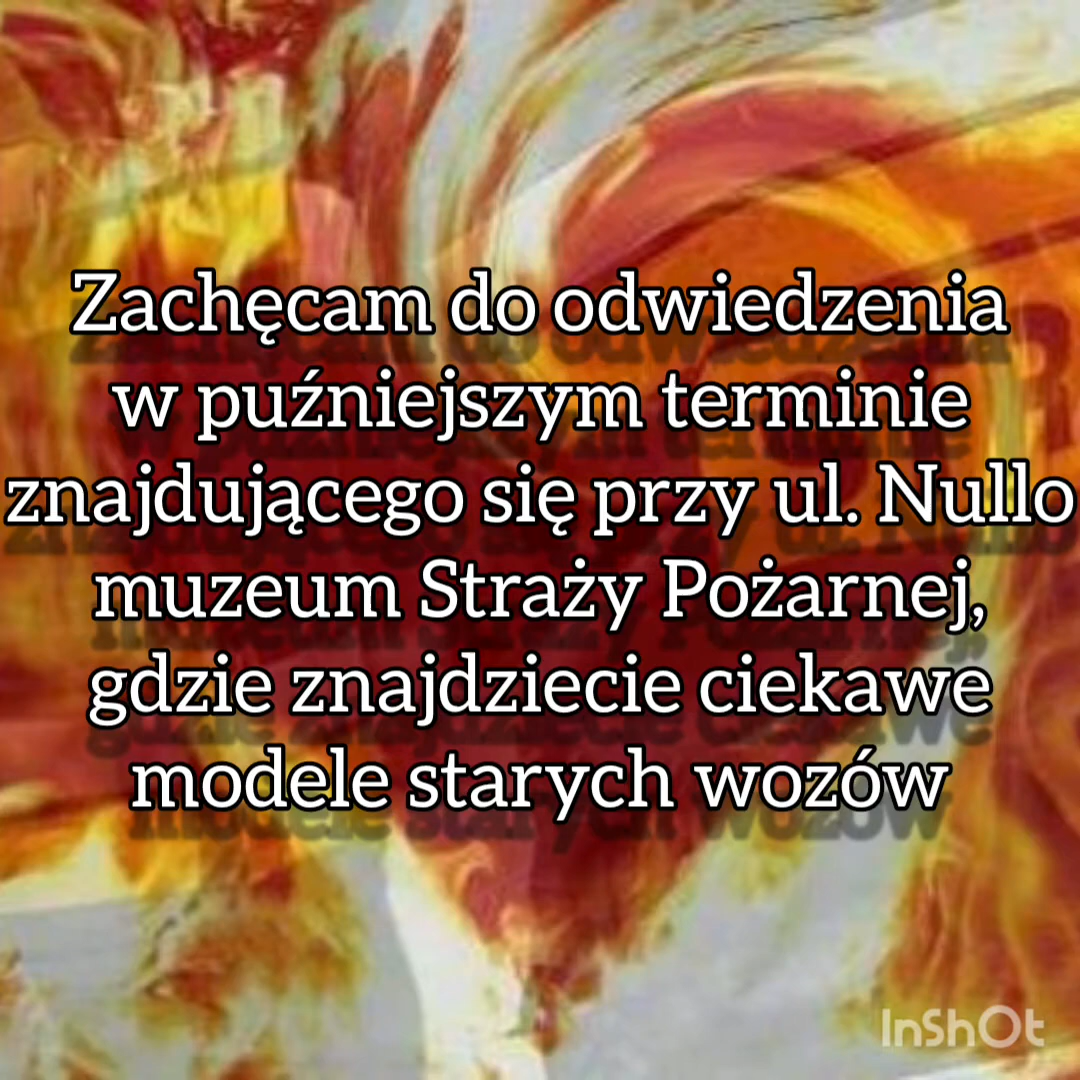 Zachęcam do odwiedzenia
w puźniejszym terminie
znajdującego się przy ul. Nullo
muzeum Straży Pożarnej,
gdzie znajdziecie ciekawe
modele starych wozów
InShOt